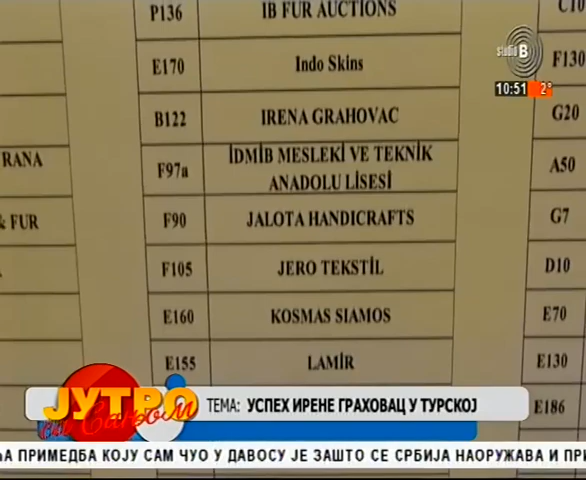 P136 IB FUR AUCTIONS C10
studio B
E170 Indo Skins F130
10:51 2°
B122 IRENA GRAHOVAC G20
RANA F97a İDMİB MESLEKİ VE TEKNİK A50
ANADOLU LİSESİ
& FUR F90 JALOTA HANDICRAFTS G7
F105 JERO TEKSTİL D10
E160 KOSMAS SIAMOS E70
E155 LAMİR E130
ЈУТРО ТЕМА: УСПЕХ ИРЕНЕ ГРАХОВАЦ У ТУРСКОЈ E186
са Сањом
ЊА ПРИМЕДБА КОЈУ САМ ЧУО У ДАВОСУ ЈЕ ЗАШТО СЕ СРБИЈА НАОРУЖАВА И ПРИ